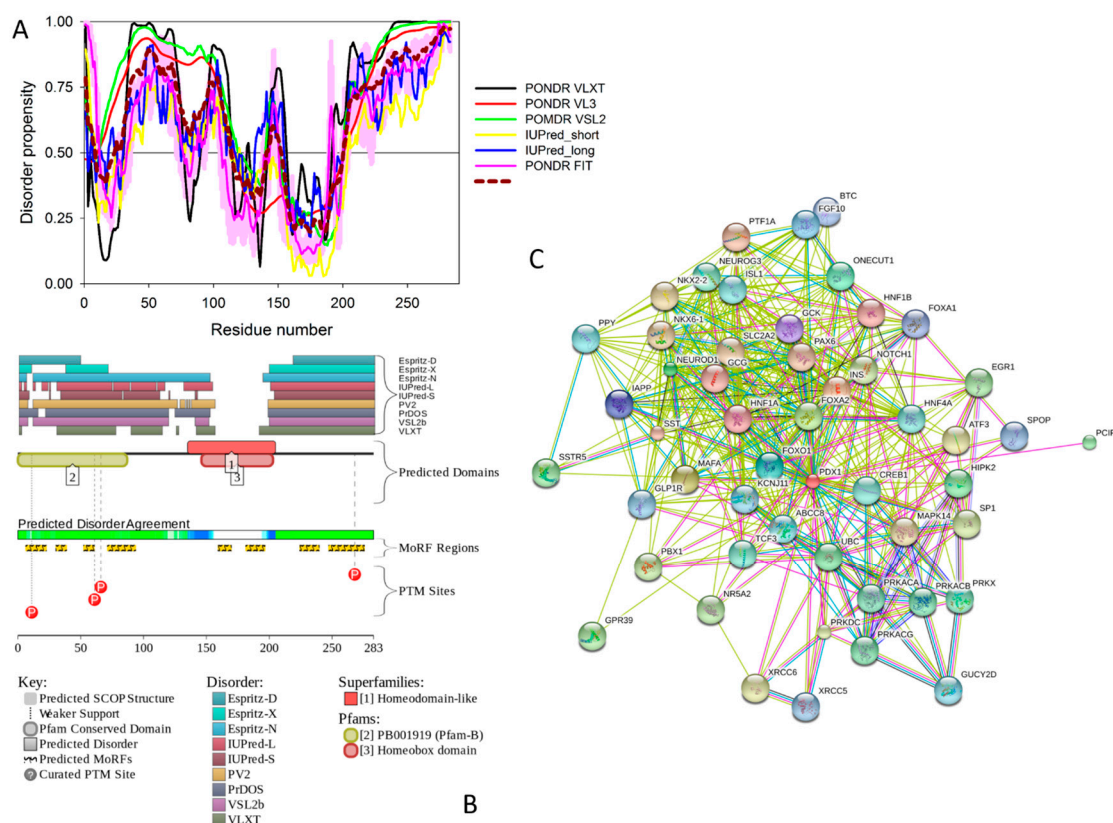 A
1.00
0.75
0.50
0.25
0.00
Disorder propensity
0 50 100 150 200 250
Residue number
PONDR VLXT
PONDR VL3
POMDR VSL2
IUPred_short
IUPred_long
PONDR FIT
Espritz-D
Espritz-X
Espritz-N
IUPred-L
IUPred-S
PV2
PrDOS
VSL2b
VLXT
1
2
3
Predicted Domains
Predicted Disorder Agreement
MoRF Regions
P
P
P
P
PTM Sites
0 50 100 150 200 250 283
Key:
Predicted SCOP Structure
Weaker Support
Pfam Conserved Domain
Predicted Disorder
Predicted MoRFs
? Curated PTM Site
Disorder:
Espritz-D
Espritz-X
Espritz-N
IUPred-L
IUPred-S
PV2
PrDOS
VSL2b
VLXT
Superfamilies:
[1] Homeodomain-like
Pfams:
[2] PB001919 (Pfam-B)
[3] Homeobox domain
B
C
BTC
FGF10
PTF1A
ONECUT1
NEUROG3
ISL1
NKX2-2
HNF1B
FOXA1
GCK
NKX6-1
PPY
SLC2A2
PAX6
NOTCH1
NEUROD1
GCG
INS
EGR1
IAPP
FOXA2
HNF1A
HNF4A
SPOP
ATF3
SST
PCIF
FOXO1
SSTR5
MAFA
PDX1
HIPK2
CREB1
GLP1R
KCNJ11
SP1
ABCC8
MAPK14
TCF3
UBC
PBX1
PRKACA
PRKACB
PRKX
NR5A2
PRKDC
GPR39
PRKACG
XRCC6
GUCY2D
XRCC5